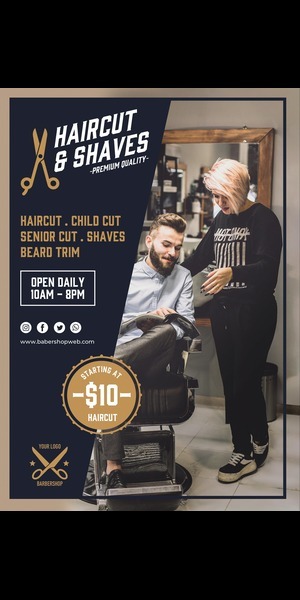 HAIRCUT
& SHAVES
-PREMIUM QUALITY-
HAIRCUT . CHILD CUT
SENIOR CUT . SHAVES
BEARD TRIM
OPEN DAILY
10AM – 8PM
www.babershopweb.com
STARTING AT
$10
HAIRCUT
YOUR LOGO
BARBERSHOP